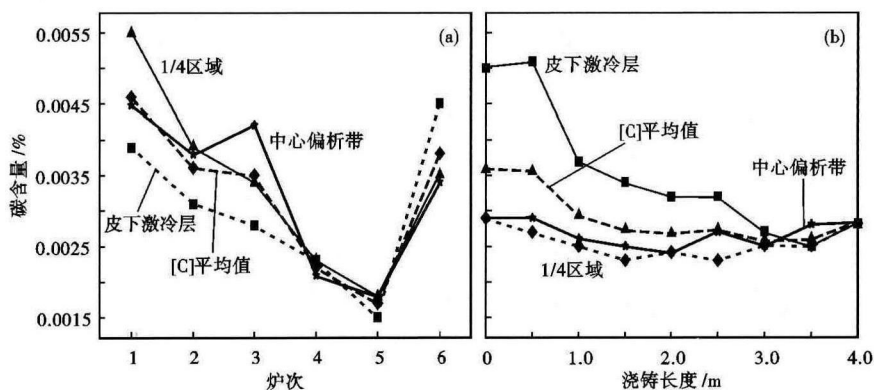 碳含量/%
0.0055
0.0045
0.0035
0.0025
0.0015
(a)
1/4区域
中心偏析带
皮下激冷层
[C]平均值
1 2 3 4 5 6
炉次
(b)
皮下激冷层
[C]平均值
中心偏析带
1/4区域
0 1.0 2.0 3.0 4.0
浇铸长度/m